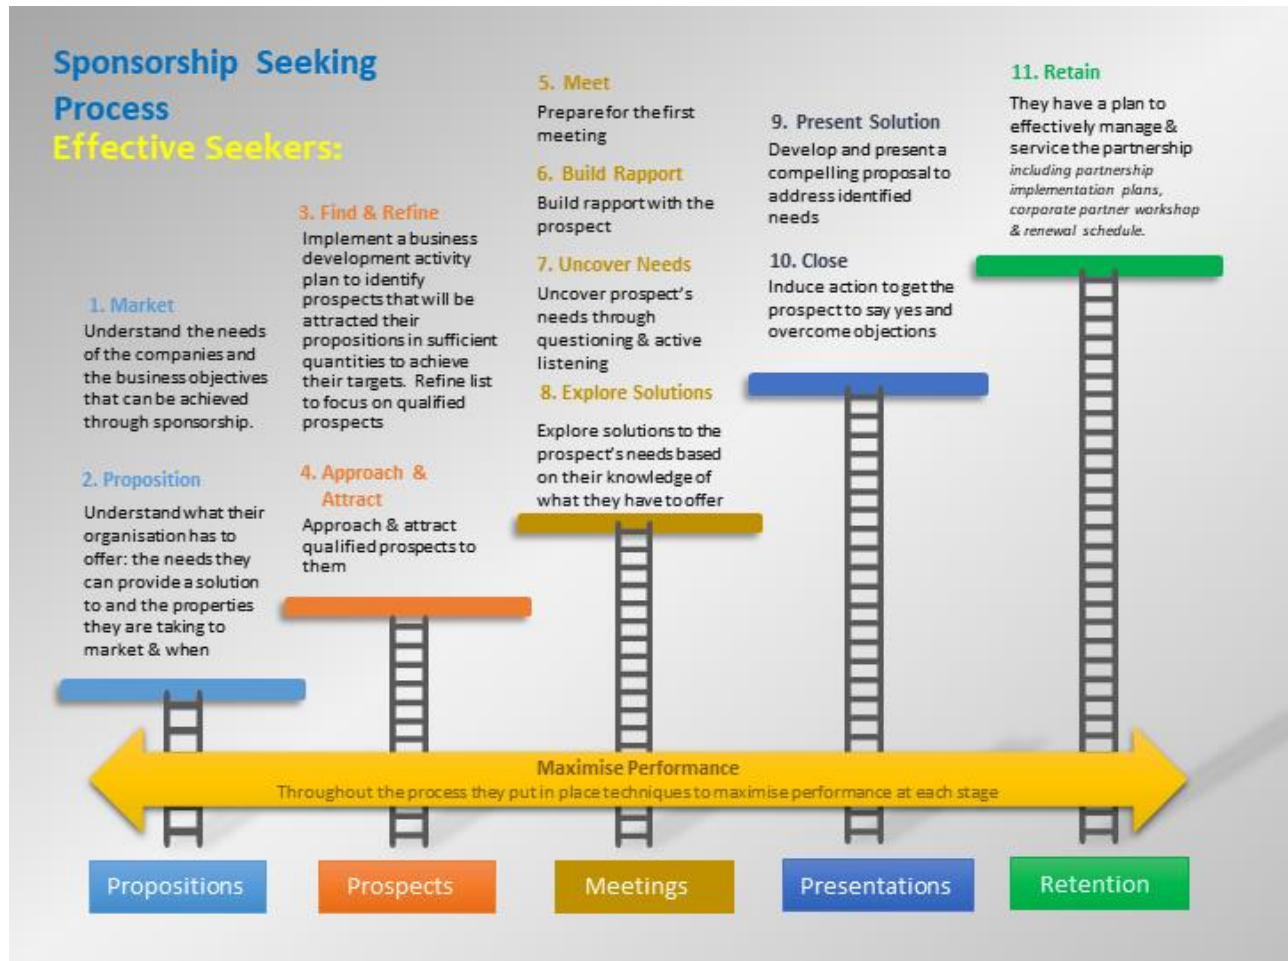 Sponsorship Seeking
Process
Effective Seekers:
1. Market
Understand the needs
of the companies and
the business objectives
that can be achieved
through sponsorship.
2. Proposition
Understand what their
organisation has to
offer: the needs they
can provide a solution
to and the properties
they are taking to
market & when
3. Find & Refine
Implement a business
development activity
plan to identify
prospects that will be
attracted their
propositions in sufficient
quantities to achieve
their targets. Refine list
to focus on qualified
prospects
4. Approach &
Attract
Approach & attract
qualified prospects to
them
5. Meet
Prepare for the first
meeting
6. Build Rapport
Build rapport with the
prospect
7. Uncover Needs
Uncover prospect's
needs through
questioning & active
listening
8. Explore Solutions
Explore solutions to the
prospect's needs based
on their knowledge of
what they have to offer
9. Present Solution
Develop and present a
compelling proposal to
address identified
needs
10. Close
Induce action to get the
prospect to say yes and
overcome objections
11. Retain
They have a plan to
effectively manage &
service the partnership
including partnership
implementation plans,
corporate partner workshop
& renewal schedule.
Maximise Performance
Throughout the process they put in place techniques to maximise performance at each stage
Propositions
Prospects
Meetings
Presentations
Retention